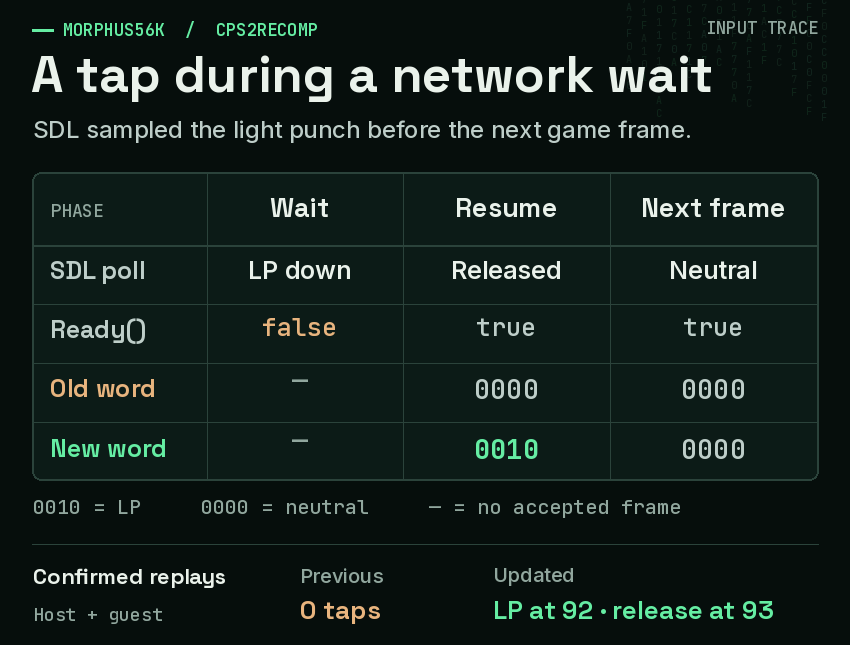 MORPHUS56K / CPS2RECOMP
INPUT TRACE
A tap during a network wait
SDL sampled the light punch before the next game frame.
PHASE Wait Resume Next frame
SDL poll LP down Released Neutral
Ready() false true true
Old word — 0000 0000
New word — 0010 0000
0010 = LP 0000 = neutral — = no accepted frame
Confirmed replays Previous Updated
Host + guest 0 taps LP at 92 · release at 93